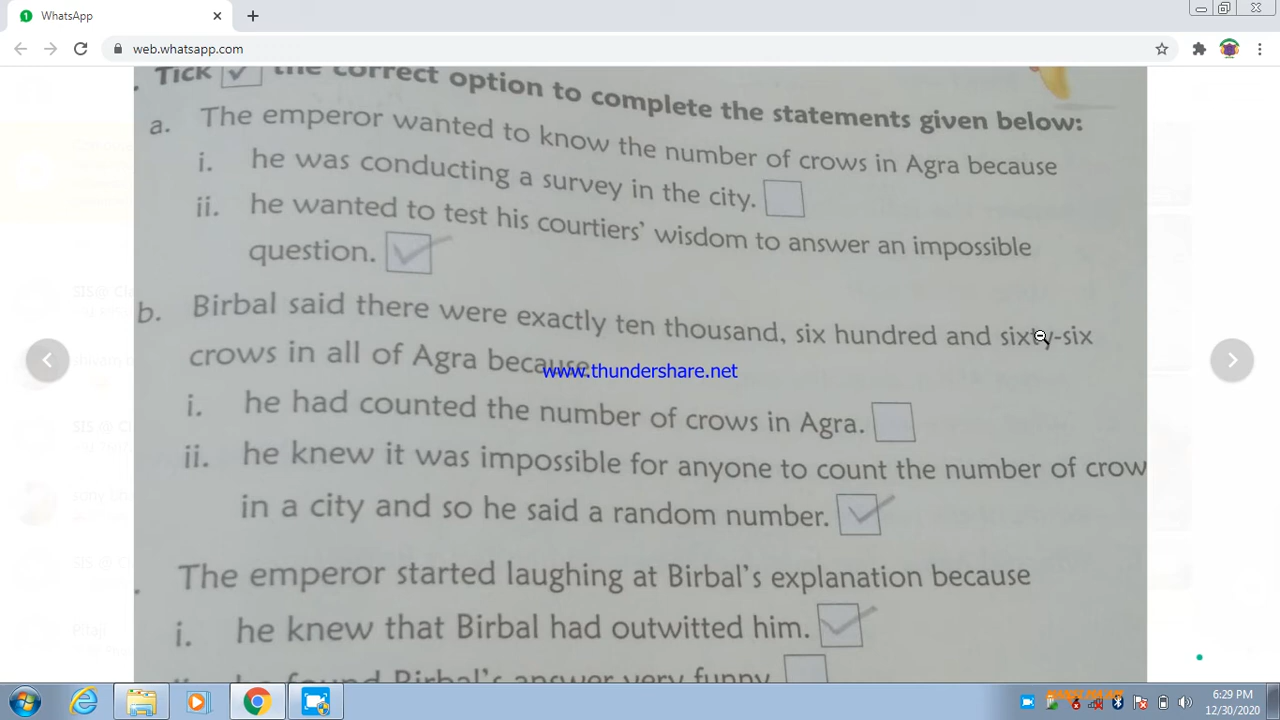 WhatsApp
web.whatsapp.com
Tick ✓ the correct option to complete the statements given below:
a. The emperor wanted to know the number of crows in Agra because
i. he was conducting a survey in the city.
ii. he wanted to test his courtiers' wisdom to answer an impossible
question. ✓
b. Birbal said there were exactly ten thousand, six hundred and sixty-six
crows in all of Agra because
www.thundershare.net
i. he had counted the number of crows in Agra.
ii. he knew it was impossible for anyone to count the number of crow
in a city and so he said a random number. ✓
The emperor started laughing at Birbal's explanation because
i. he knew that Birbal had outwitted him. ✓
found Birbal's answer very funny
Pitaji
6:29 PM
12/30/2020